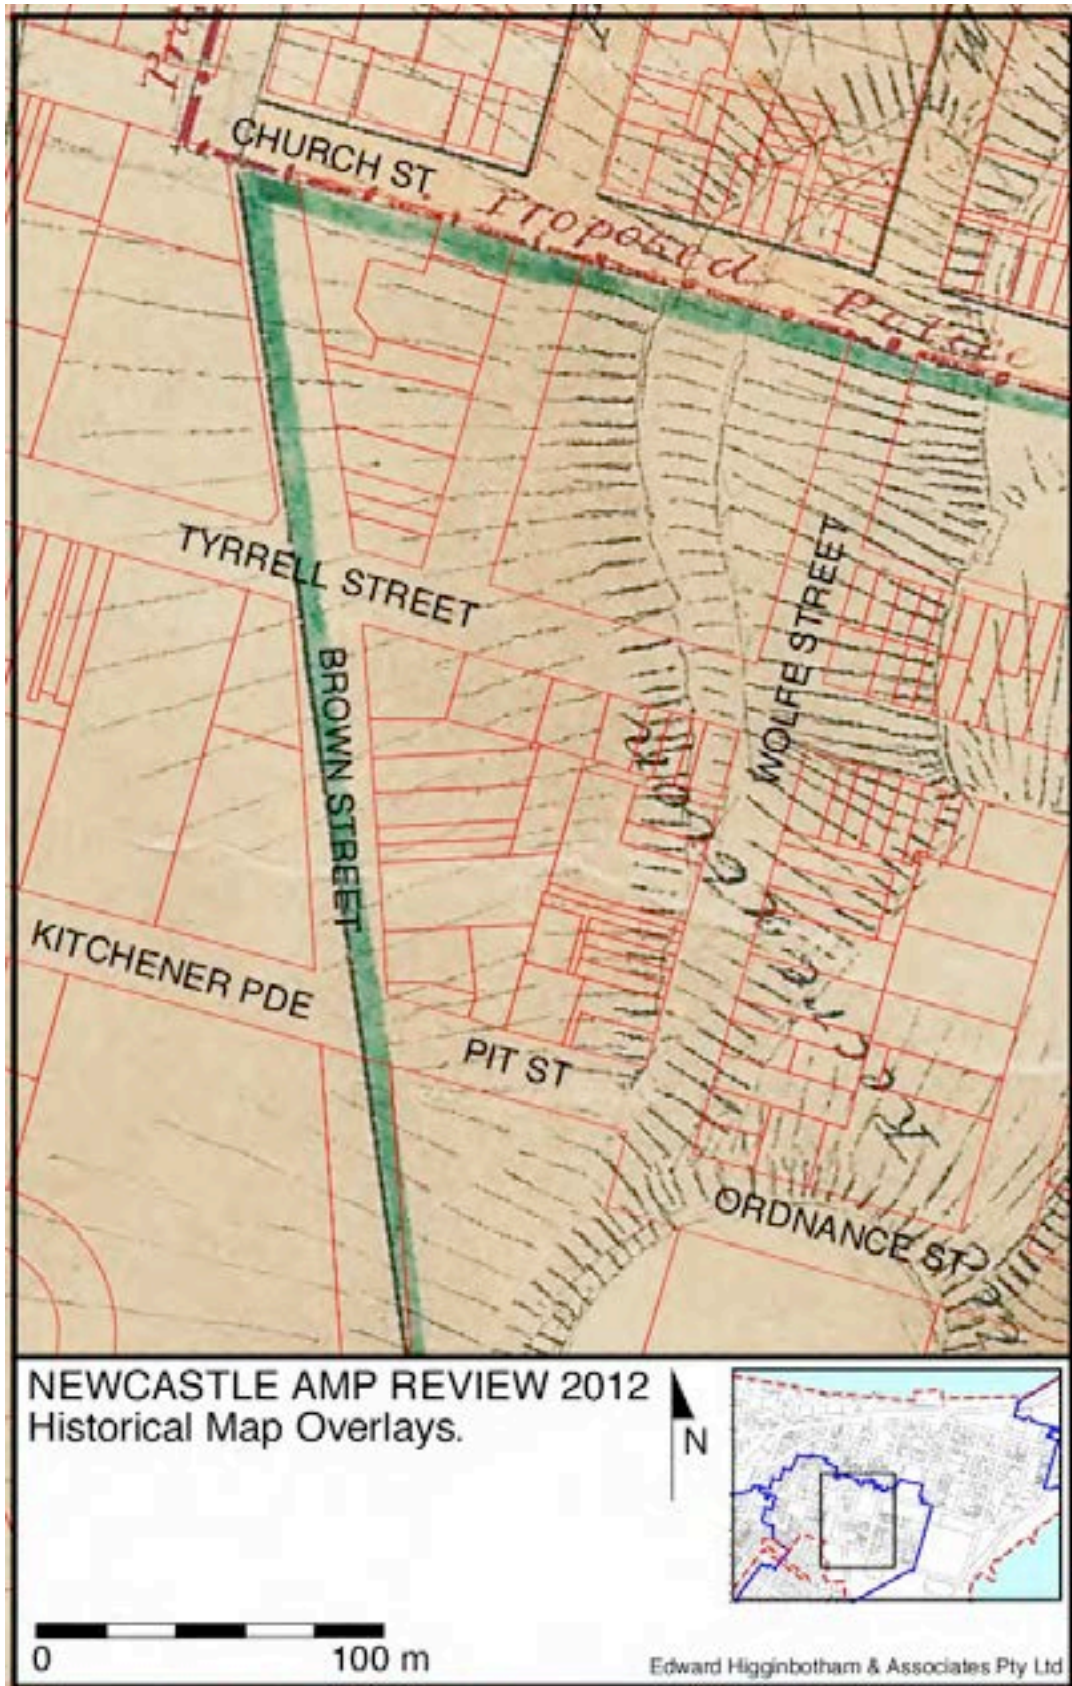 CHURCH ST.
Proposed
TYRRELL STREET
WOLFE STREET
BROWN STREET
KITCHENER PDE
PIT ST
ORDNANCE ST
NEWCASTLE AMP REVIEW 2012
Historical Map Overlays.
N
0 100 m
Edward Higginbotham & Associates Pty Ltd